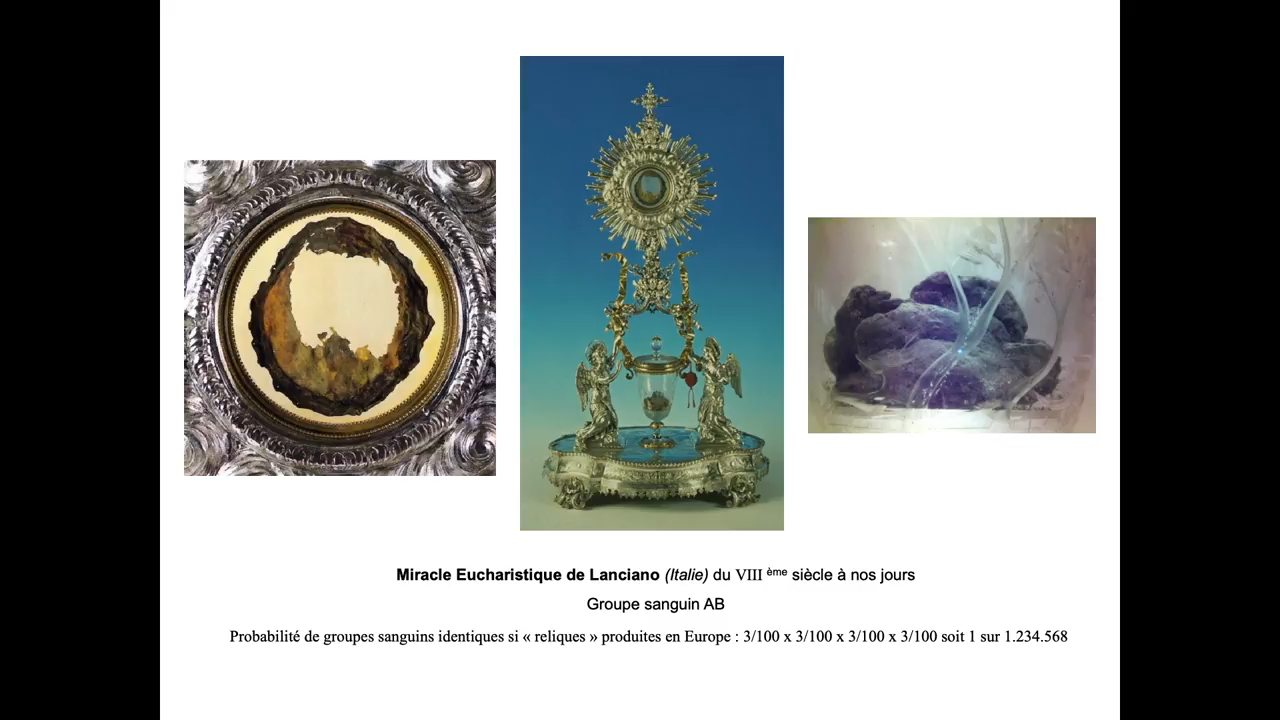 Miracle Eucharistique de Lanciano (Italie) du VIII ème siècle à nos jours
Groupe sanguin AB
Probabilité de groupes sanguins identiques si « reliques » produites en Europe : 3/100 x 3/100 x 3/100 x 3/100 soit 1 sur 1.234.568